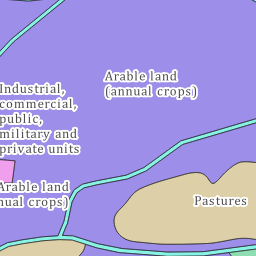 Arable land
(annual crops)
Industrial,
commercial,
public,
military and
private units
Arable land
nual crops)
Pastures